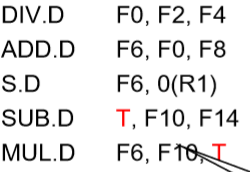 DIV.D F0, F2, F4
ADD.D F6, F0, F8
S.D F6, 0(R1)
SUB.D T, F10, F14
MUL.D F6, F10, T